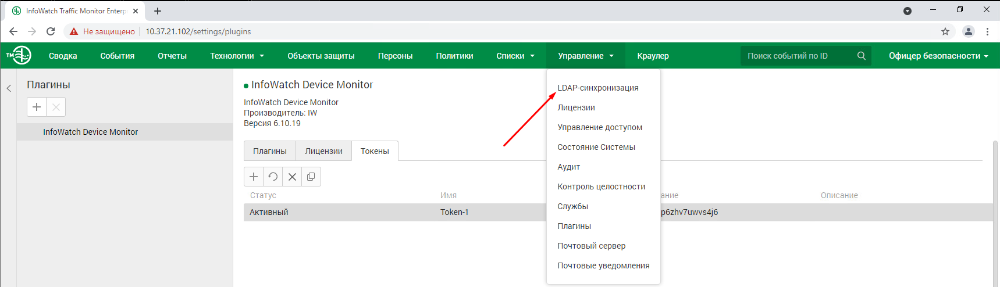 InfoWatch Traffic Monitor Enterp
Не защищено 10.37.21.102/settings/plugins
TM Сводка События Отчеты Технологии Объекты защиты Персоны Политики Списки Управление Краулер Поиск событий по ID Офицер безопасности
Плагины
InfoWatch Device Monitor
InfoWatch Device Monitor
InfoWatch Device Monitor
Производитель: IW
Версия 6.10.19
Плагины Лицензии Токены
Статус Имя ание Описание
Активный Token-1 p6zhv7uwvs4j6
LDAP-синхронизация
Лицензии
Управление доступом
Состояние Системы
Аудит
Контроль целостности
Службы
Плагины
Почтовый сервер
Почтовые уведомления